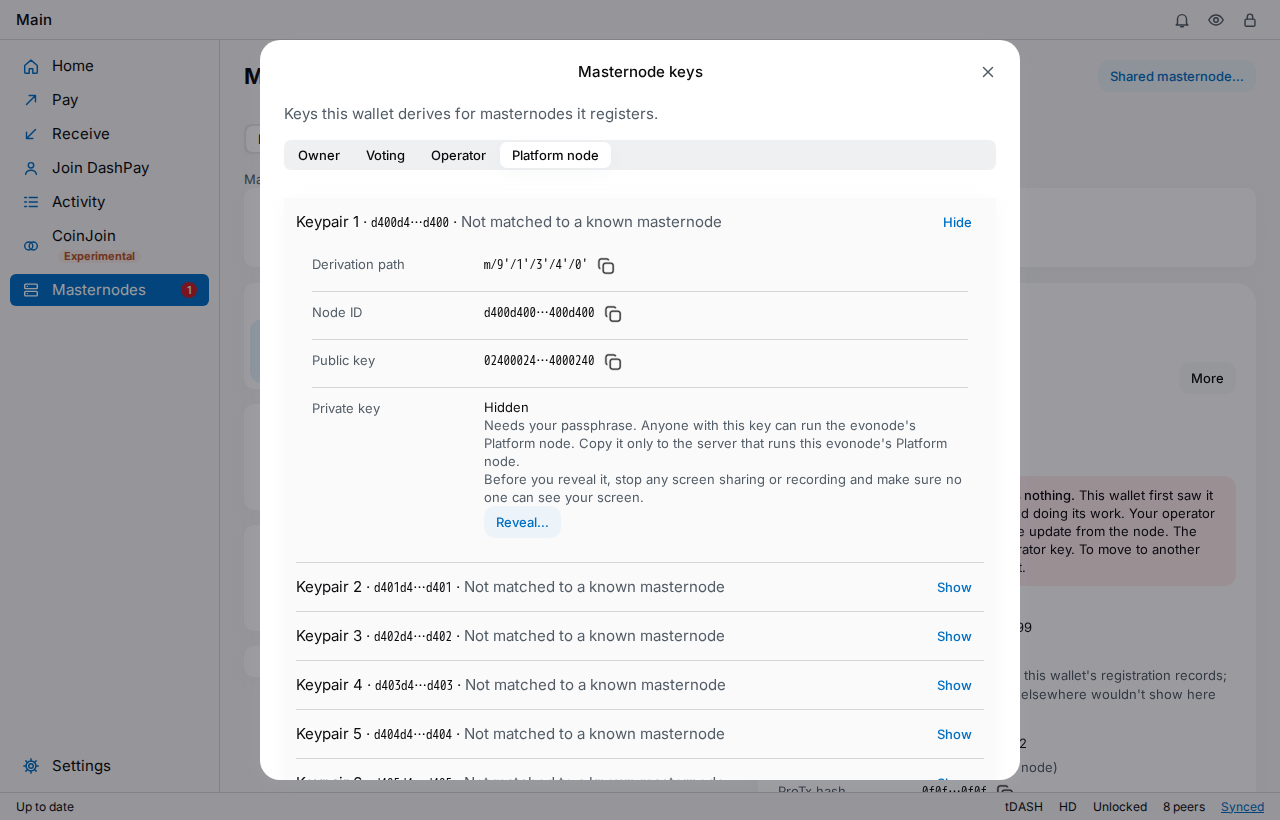 Main
Home
Pay
Receive
Join DashPay
Activity
CoinJoin
Experimental
Masternodes
1
Settings
M
Shared masternode...
Ma
More
Masternode keys
Keys this wallet derives for masternodes it registers.
Owner
Voting
Operator
Platform node
Keypair 1 · d400d4···d400 · Not matched to a known masternode
Hide
Derivation path
m/9'/1'/3'/4'/0'
Node ID
d400d400···400d400
Public key
02400024···4000240
Private key
Hidden
Needs your passphrase. Anyone with this key can run the evonode's
Platform node. Copy it only to the server that runs this evonode's Platform
node.
Before you reveal it, stop any screen sharing or recording and make sure no
one can see your screen.
Reveal...
Keypair 2 · d401d4···d401 · Not matched to a known masternode
Show
Keypair 3 · d402d4···d402 · Not matched to a known masternode
Show
Keypair 4 · d403d4···d403 · Not matched to a known masternode
Show
Keypair 5 · d404d4···d404 · Not matched to a known masternode
Show
nothing. This wallet first saw it
d doing its work. Your operator
update from the node. The
rator key. To move to another
99
this wallet's registration records;
elsewhere wouldn't show here
2
node)
ProTx hash
0f0f···0f0f
Up to date
tDASH
HD
Unlocked
8 peers
Synced